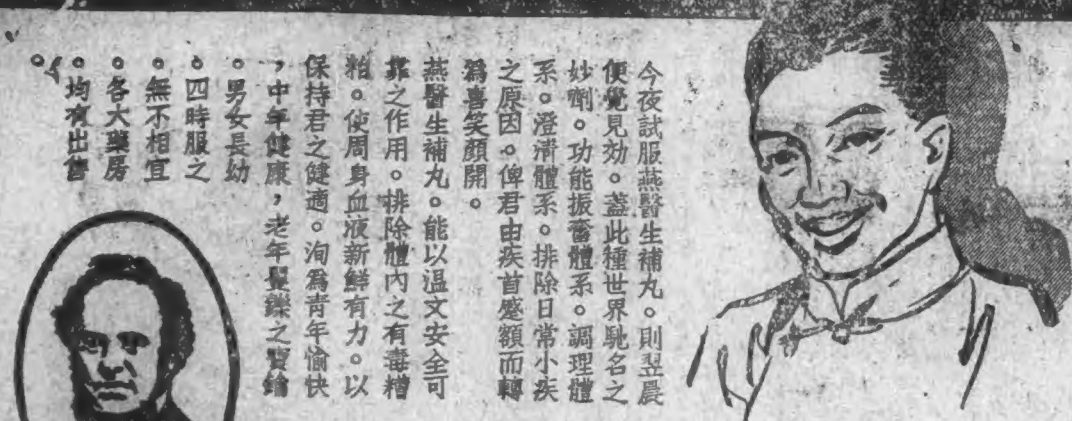 今夜試服燕醫生補丸。則翌晨
便覺見効。蓋此種世界馳名之
妙劑。功能振奮體系。調理體
系。澄淸體系。排除日常小疾
之原因。俾君由疾首蹙額而轉
爲喜笑顏開。
燕醫生補丸。能以温文安全可
靠之作用。排除體內之有毒糟
粕。使周身血液新鮮有力。以
保持君之健適。洵爲青年愉快
，中年健康，老年矍鑠之寶鑰
。男女長幼
。四時服之
。無不相宜
。各大藥房
。均有出售
。